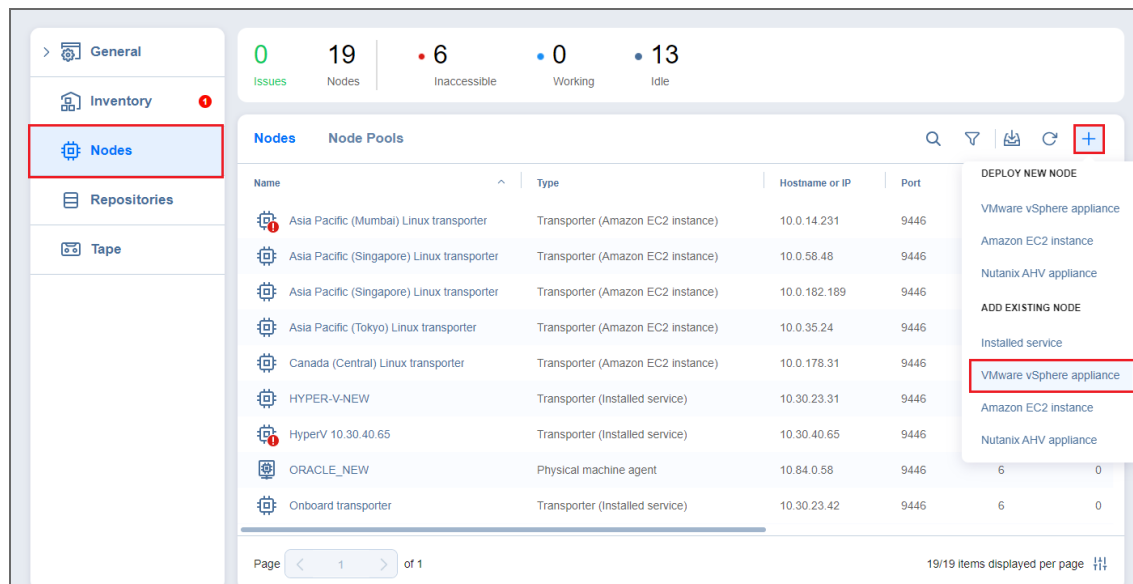 General
Inventory
1
Nodes
Repositories
Tape
0
Issues
19
Nodes
6
Inaccessible
0
Working
13
Idle
Nodes Node Pools
Name Type Hostname or IP Port
Asia Pacific (Mumbai) Linux transporter Transporter (Amazon EC2 instance) 10.0.14.231 9446
Asia Pacific (Singapore) Linux transporter Transporter (Amazon EC2 instance) 10.0.58.48 9446
Asia Pacific (Singapore) Linux transporter Transporter (Amazon EC2 instance) 10.0.182.189 9446
Asia Pacific (Tokyo) Linux transporter Transporter (Amazon EC2 instance) 10.0.35.24 9446
Canada (Central) Linux transporter Transporter (Amazon EC2 instance) 10.0.178.31 9446
HYPER-V-NEW Transporter (Installed service) 10.30.23.31 9446
HyperV 10.30.40.65 Transporter (Installed service) 10.30.40.65 9446
ORACLE_NEW Physical machine agent 10.84.0.58 9446 6 0
Onboard transporter Transporter (Installed service) 10.30.23.42 9446 6 0
DEPLOY NEW NODE
VMware vSphere appliance
Amazon EC2 instance
Nutanix AHV appliance
ADD EXISTING NODE
Installed service
VMware vSphere appliance
Amazon EC2 instance
Nutanix AHV appliance
Page 1 of 1
19/19 items displayed per page